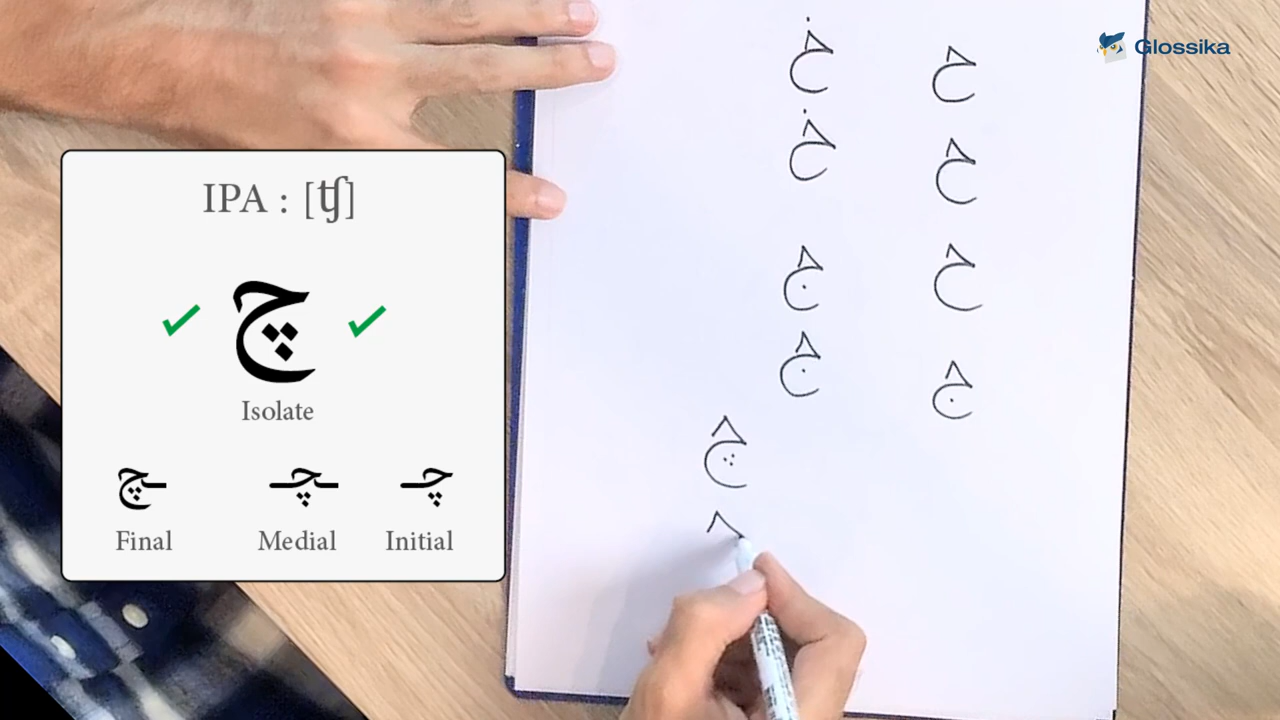 Glossika
IPA : [ʧ]
چ
Isolate
ـچ ـچـ چـ
Final Medial Initial
خ ح
خ ح
ج ح
ج ج
چ